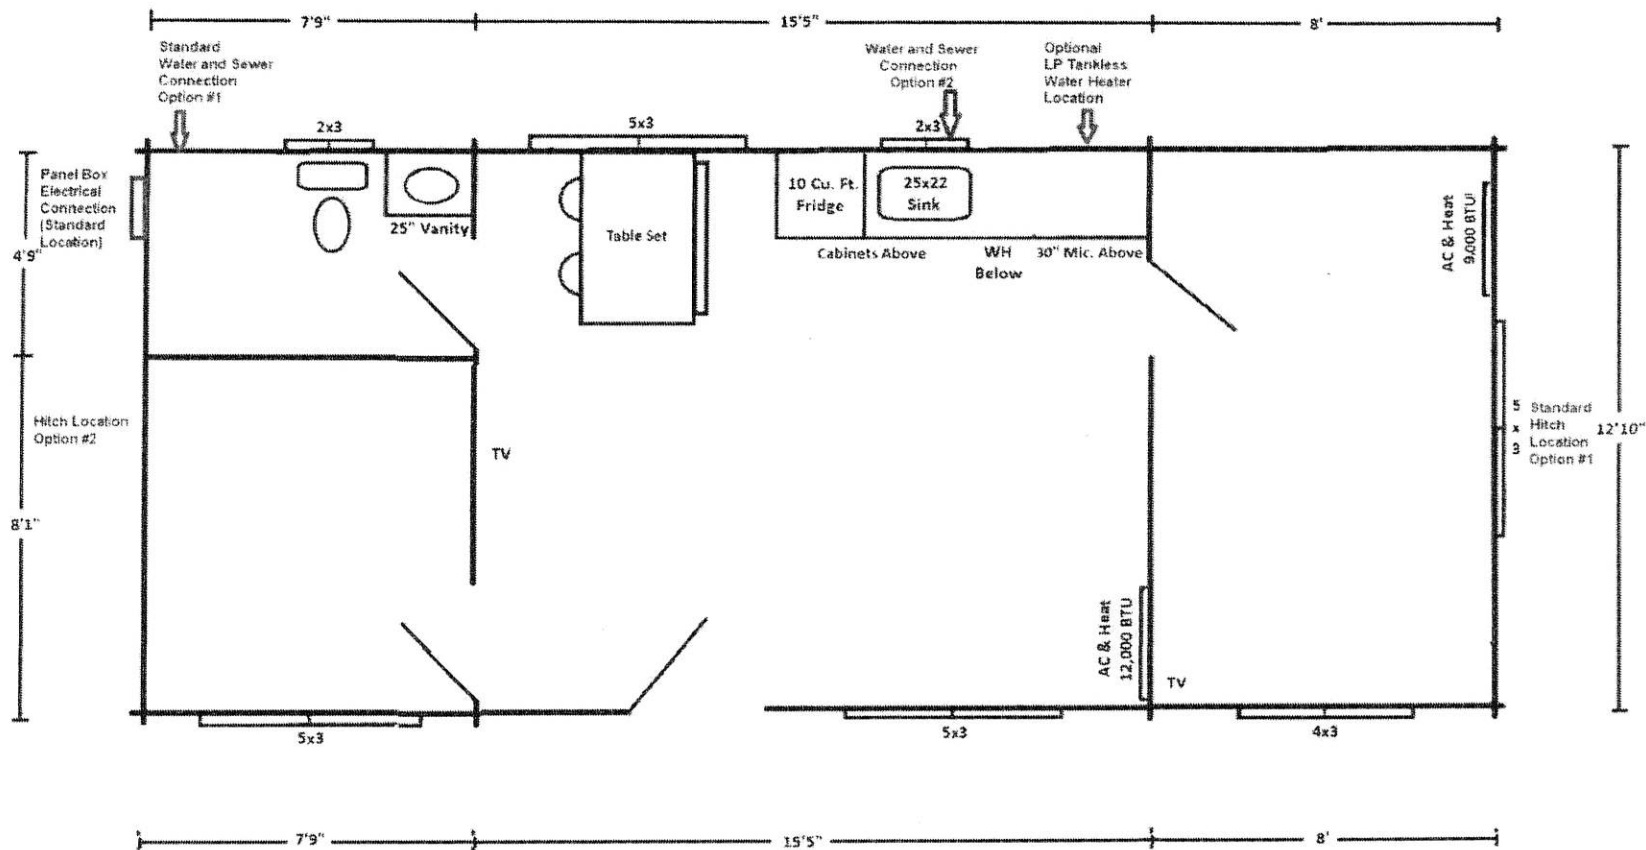 7'9"
15'5"
8'
Standard
Water and Sewer
Connection
Option #1
Water and Sewer
Connection
Option #2
Optional
LP Tankless
Water Heater
Location
2x3
5x3
2x3
Panel Box
Electrical
Connection
(Standard
Location)
4'9"
25" Vanity
Table Set
10 Cu. Ft.
Fridge
25x22
Sink
Cabinets Above
WH
Below
30" Mic. Above
AC & Heat
9,000 BTU
Hitch Location
Option #2
TV
5
x
3
Standard
Hitch
Location
Option #1
12'10"
8'1"
AC & Heat
12,000 BTU
TV
5x3
5x3
4x3
7'9"
15'5"
8'